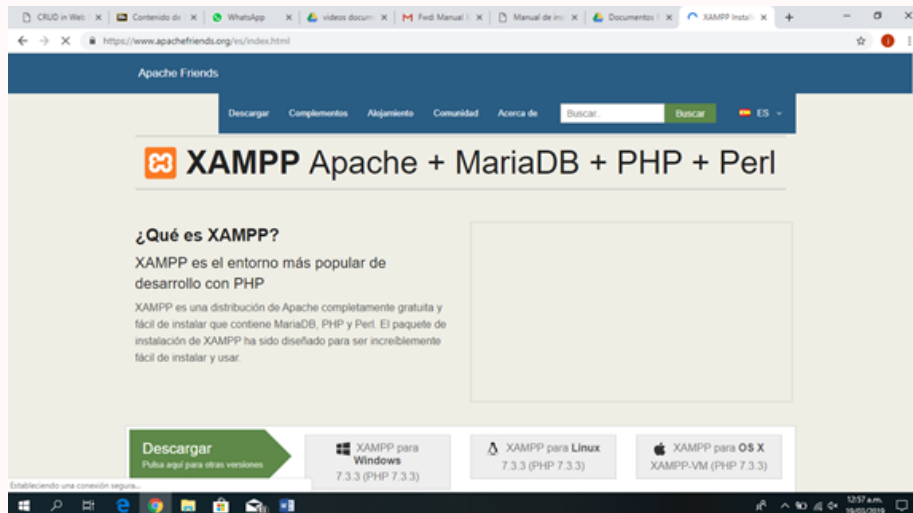 CRUD in Web
Contenido de
WhatsApp
videos docum
Fwd: Manual
Manual de inc
Documentos
XAMPP Install
https://www.apachefriends.org/es/index.html
Apache Friends
Descargar Complementos Alojamiento Comunidad Acerca de Buscar... Buscar ES
XAMPP Apache + MariaDB + PHP + Perl
¿Qué es XAMPP?
XAMPP es el entorno más popular de
desarrollo con PHP
XAMPP es una distribución de Apache completamente gratuita y
fácil de instalar que contiene MariaDB, PHP y Perl. El paquete de
instalación de XAMPP ha sido diseñado para ser increíblemente
fácil de instalar y usar.
Descargar
Pulsa aquí para otras versiones
XAMPP para
Windows
7.3.3 (PHP 7.3.3)
XAMPP para Linux
7.3.3 (PHP 7.3.3)
XAMPP para OS X
XAMPP-VM (PHP 7.3.3)
Estableciendo una conexión segura...
12:57 a.m.
19/03/2019